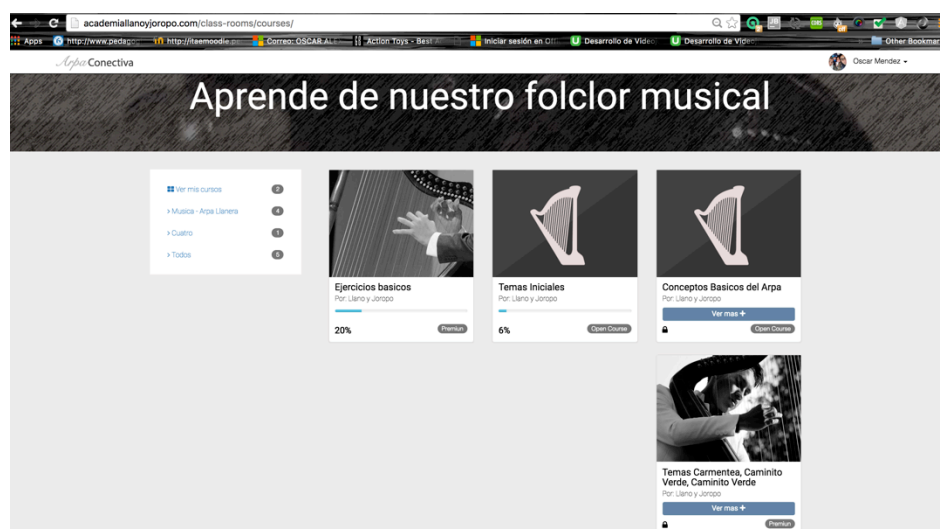 academiallanoyjoropo.com/class-rooms/courses/
Apps
http://www.pedago
http://itaemoodle
Correo: OSCAR AL
Action Toys - Best
Iniciar sesión en Of
Desarrollo de Video
Desarrollo de Video
Other Bookmar
Arpa Conectiva
Oscar Mendez
Aprende de nuestro folclor musical
Ver mis cursos 2
> Musica - Arpa Llanera 4
> Cuatro 1
> Todos 5
Ejercicios basicos
Por: Llano y Joropo
20% Premiun
Temas Iniciales
Por: Llano y Joropo
6% Open Course
Conceptos Basicos del Arpa
Por: Llano y Joropo
Ver mas +
Open Course
Temas Carmentea, Caminito
Verde, Caminito Verde
Por: Llano y Joropo
Ver mas +
Premiun